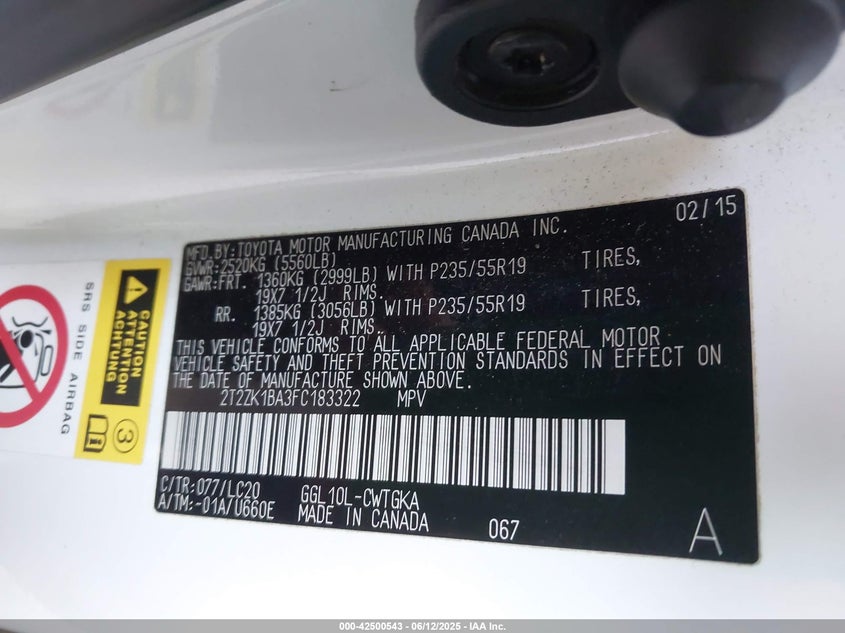 02/15
MFD.BY:TOYOTA MOTOR MANUFACTURING CANADA INC.
GVWR:2520KG (5560LB)
GAWR:FRT. 1360KG (2999LB) WITH P235/55R19 TIRES,
19X7 1/2J RIMS.
RR. 1385KG (3056LB) WITH P235/55R19 TIRES,
19X7 1/2J RIMS.
THIS VEHICLE CONFORMS TO ALL APPLICABLE FEDERAL MOTOR
VEHICLE SAFETY AND THEFT PREVENTION STANDARDS IN EFFECT ON
THE DATE OF MANUFACTURE SHOWN ABOVE.
2T2ZK1BA3FC183322 MPV
C/TR:077/LC20 GGL10L-CWTGKA
A/TM:-01A/U660E MADE IN CANADA 067 A
CAUTION
ATTENTION
ACHTUNG
SRS SIDE AIRBAG
3
000-42500543 - 06/12/2025 - IAA Inc.